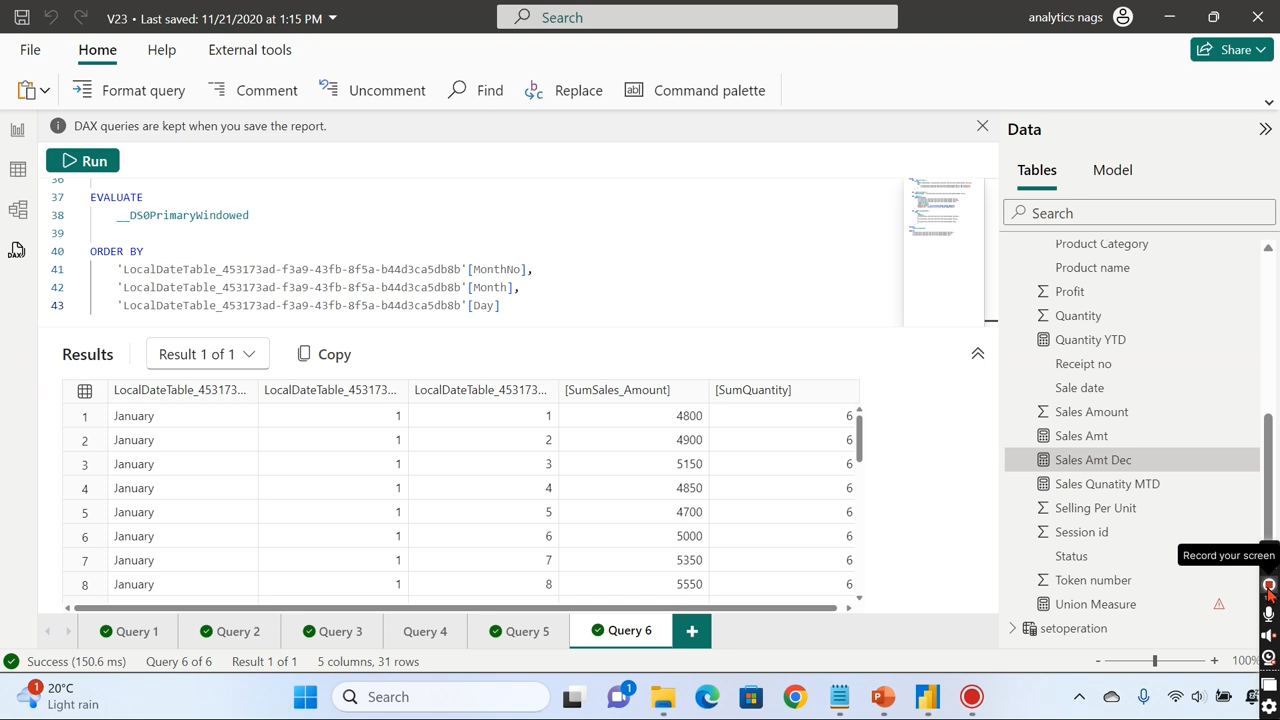 V23 • Last saved: 11/21/2020 at 1:15 PM
Search
analytics nags
File
Home
Help
External tools
Share
Format query
Comment
Uncomment
Find
Replace
Command palette
DAX queries are kept when you save the report.
Run
36
37 EVALUATE
38 __DS0PrimaryWindowed
39
40 ORDER BY
41 'LocalDateTable_453173ad-f3a9-43fb-8f5a-b44d3ca5db8b'[MonthNo],
42 'LocalDateTable_453173ad-f3a9-43fb-8f5a-b44d3ca5db8b'[Month],
43 'LocalDateTable_453173ad-f3a9-43fb-8f5a-b44d3ca5db8b'[Day]
Results
Result 1 of 1
Copy
LocalDateTable_453173... LocalDateTable_453173... LocalDateTable_453173... [SumSales_Amount] [SumQuantity]
1 January 1 1 4800 6
2 January 1 2 4900 6
3 January 1 3 5150 6
4 January 1 4 4850 6
5 January 1 5 4700 6
6 January 1 6 5000 6
7 January 1 7 5350 6
8 January 1 8 5550 6
Query 1
Query 2
Query 3
Query 4
Query 5
Query 6
Success (150.6 ms)
Query 6 of 6
Result 1 of 1
5 columns, 31 rows
100%
Data
Tables
Model
Search
Product Category
Product name
Profit
Quantity
Quantity YTD
Receipt no
Sale date
Sales Amount
Sales Amt
Sales Amt Dec
Sales Qunatity MTD
Selling Per Unit
Session id
Status
Token number
Union Measure
setoperation
Record your screen
DAX
1
20°C
Light rain
Search
1